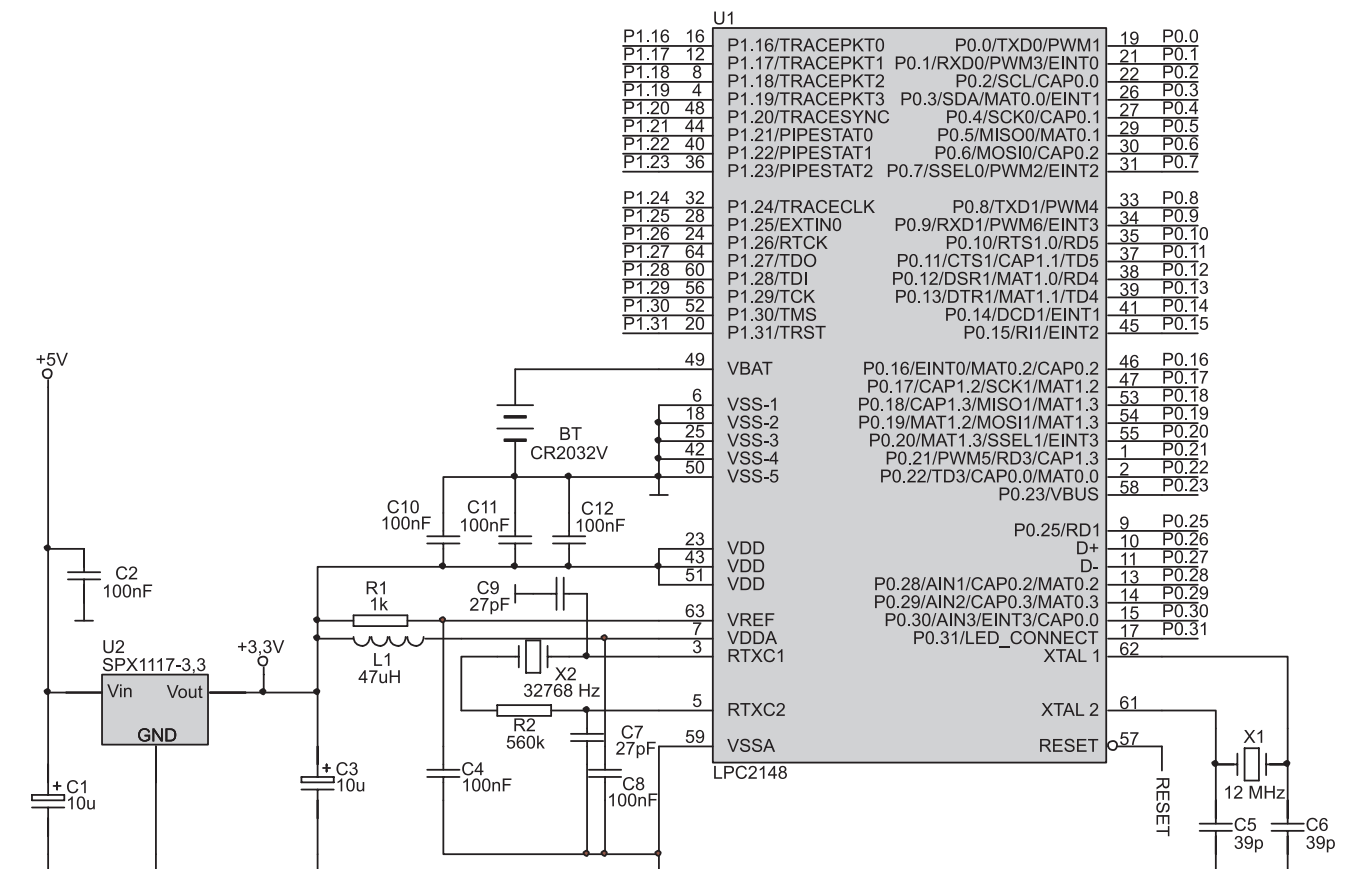 U1
P1.16 16 P1.16/TRACEPKT0 P0.0/TXD0/PWM1 19 P0.0
P1.17 12 P1.17/TRACEPKT1 P0.1/RXD0/PWM3/EINT0 21 P0.1
P1.18 8 P1.18/TRACEPKT2 P0.2/SCL/CAP0.0 22 P0.2
P1.19 4 P1.19/TRACEPKT3 P0.3/SDA/MAT0.0/EINT1 26 P0.3
P1.20 48 P1.20/TRACESYNC P0.4/SCK0/CAP0.1 27 P0.4
P1.21 44 P1.21/PIPESTAT0 P0.5/MISO0/MAT0.1 29 P0.5
P1.22 40 P1.22/PIPESTAT1 P0.6/MOSI0/CAP0.2 30 P0.6
P1.23 36 P1.23/PIPESTAT2 P0.7/SSEL0/PWM2/EINT2 31 P0.7
P1.24 32 P1.24/TRACECLK P0.8/TXD1/PWM4 33 P0.8
P1.25 28 P1.25/EXTIN0 P0.9/RXD1/PWM6/EINT3 34 P0.9
P1.26 24 P1.26/RTCK P0.10/RTS1.0/RD5 35 P0.10
P1.27 64 P1.27/TDO P0.11/CTS1/CAP1.1/TD5 37 P0.11
P1.28 60 P1.28/TDI P0.12/DSR1/MAT1.0/RD4 38 P0.12
P1.29 56 P1.29/TCK P0.13/DTR1/MAT1.1/TD4 39 P0.13
P1.30 52 P1.30/TMS P0.14/DCD1/EINT1 41 P0.14
P1.31 20 P1.31/TRST P0.15/RI1/EINT2 45 P0.15
+5V
49 VBAT P0.16/EINT0/MAT0.2/CAP0.2 46 P0.16
P0.17/CAP1.2/SCK1/MAT1.2 47 P0.17
6 VSS-1 P0.18/CAP1.3/MISO1/MAT1.3 53 P0.18
18 VSS-2 P0.19/MAT1.2/MOSI1/MAT1.3 54 P0.19
25 VSS-3 P0.20/MAT1.3/SSEL1/EINT3 55 P0.20
42 VSS-4 P0.21/PWM5/RD3/CAP1.3 1 P0.21
50 VSS-5 P0.22/TD3/CAP0.0/MAT0.0 2 P0.22
P0.23/VBUS 58 P0.23
BT
CR2032V
C10
100nF
C11
100nF
C12
100nF
P0.25/RD1 9 P0.25
23 VDD D+ 10 P0.26
43 VDD D- 11 P0.27
51 VDD P0.28/AIN1/CAP0.2/MAT0.2 13 P0.28
P0.29/AIN2/CAP0.3/MAT0.3 14 P0.29
63 VREF P0.30/AIN3/EINT3/CAP0.0 15 P0.30
7 VDDA P0.31/LED_CONNECT 17 P0.31
3 RTXC1 XTAL 1 62
5 RTXC2 XTAL 2 61
59 VSSA RESET 57
LPC2148
C2
100nF
C9
27pF
R1
1k
L1
47uH
U2
SPX1117-3,3
Vin Vout
GND
+3,3V
X2
32768 Hz
R2
560k
C7
27pF
C8
100nF
C4
100nF
+ C3
10u
+ C1
10u
RESET
X1
12 MHz
C5
39p
C6
39p